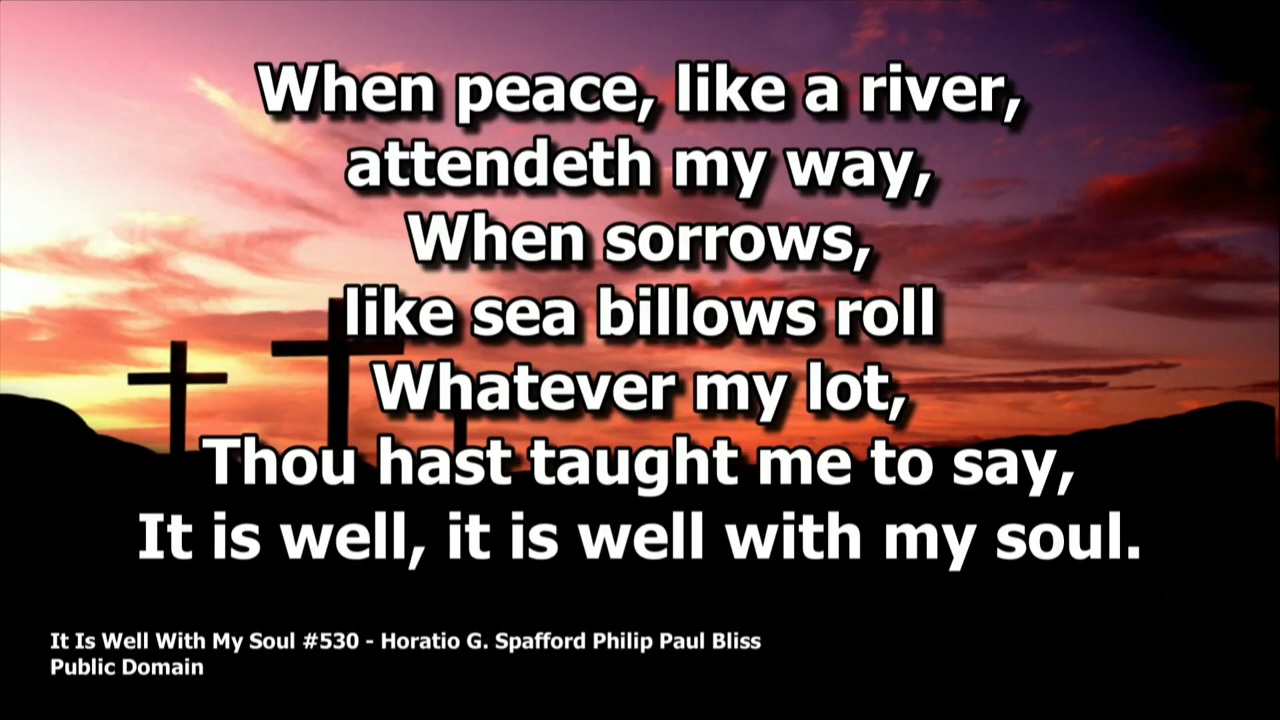 When peace, like a river,
attendeth my way,
When sorrows,
like sea billows roll
Whatever my lot,
Thou hast taught me to say,
It is well, it is well with my soul.
It Is Well With My Soul #530 - Horatio G. Spafford Philip Paul Bliss
Public Domain